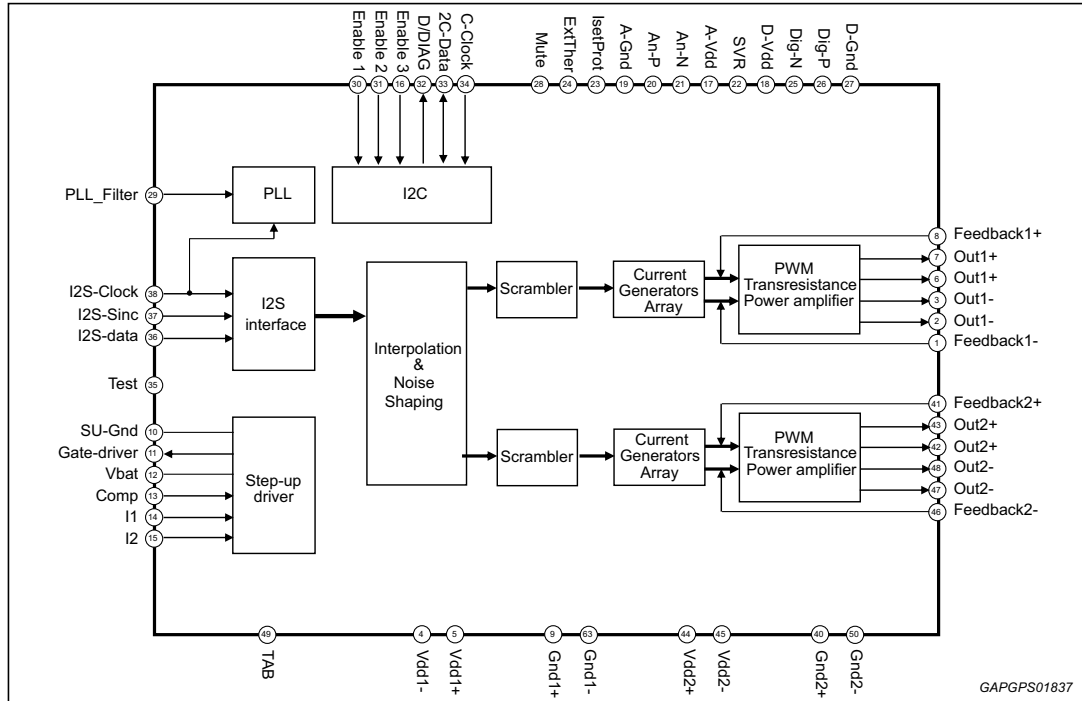 Enable 1
Enable 2
Enable 3
D/DIAG
2C-Data
C-Clock
Mute
ExtTher
IsetProt
A-Gnd
An-P
An-N
A-Vdd
SVR
D-Vdd
Dig-N
Dig-P
D-Gnd
30
31
16
32
33
34
28
24
23
19
20
21
17
22
18
25
26
27
PLL_Filter
29
PLL
I2C
I2S-Clock
38
I2S-Sinc
37
I2S-data
36
I2S
interface
Test
35
SU-Gnd
10
Gate-driver
11
Vbat
12
Comp
13
I1
14
I2
15
Step-up
driver
Interpolation
&
Noise
Shaping
Scrambler
Current
Generators
Array
PWM
Transresistance
Power amplifier
8
Feedback1+
7
Out1+
6
Out1+
3
Out1-
2
Out1-
1
Feedback1-
Scrambler
Current
Generators
Array
PWM
Transresistance
Power amplifier
41
Feedback2+
43
Out2+
42
Out2+
48
Out2-
47
Out2-
46
Feedback2-
49
4
5
9
63
44
45
40
50
TAB
Vdd1-
Vdd1+
Gnd1+
Gnd1-
Vdd2+
Vdd2-
Gnd2+
Gnd2-
GAPGPS01837